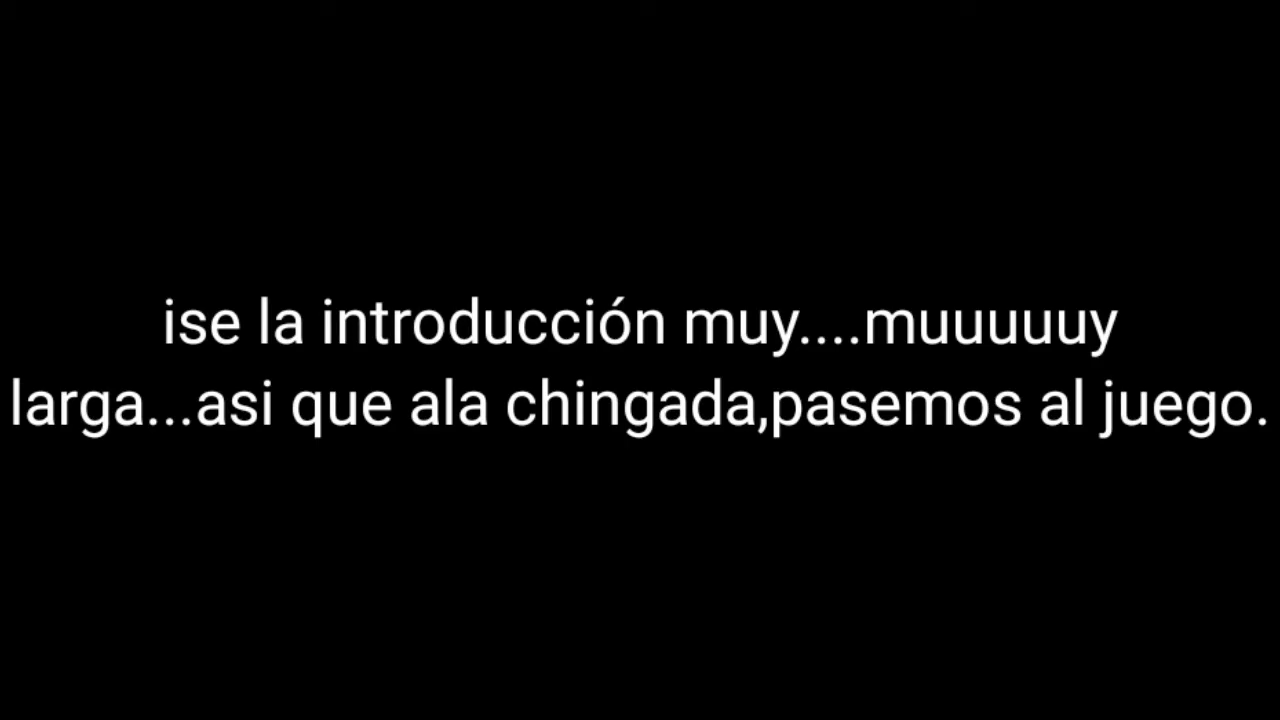 ise la introducción muy....muuuuuy
larga...asi que ala chingada,pasemos al juego.